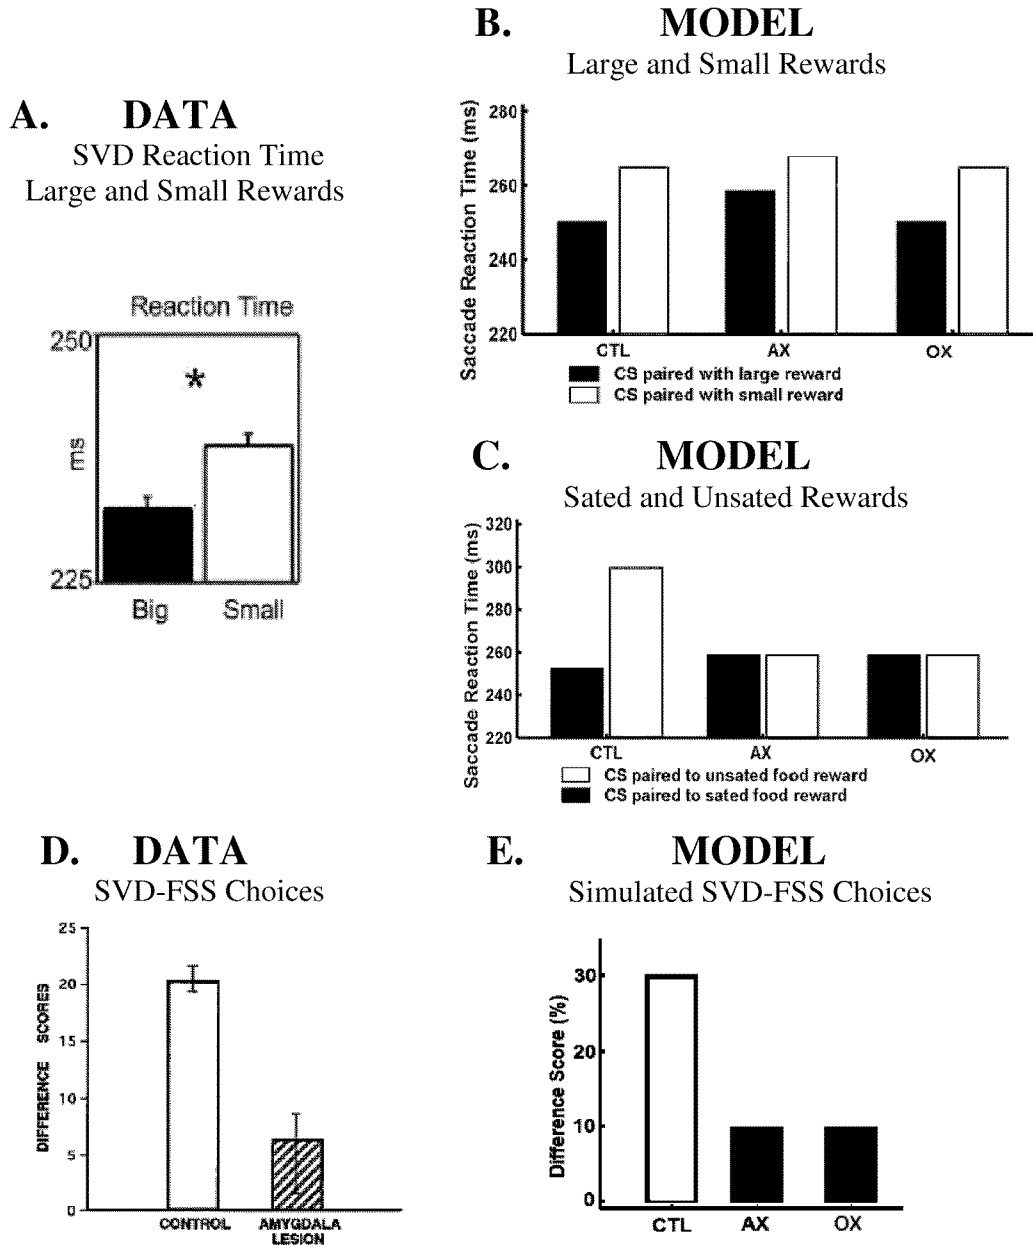 A. DATA
SVD Reaction Time
Large and Small Rewards
Reaction Time
250
*
ms
225
Big Small
B. MODEL
Large and Small Rewards
Saccade Reaction Time (ms)
280
260
240
220
CTL AX OX
CS paired with large reward
CS paired with small reward
C. MODEL
Sated and Unsated Rewards
Saccade Reaction Time (ms)
320
300
280
260
240
220
CTL AX OX
CS paired to unsated food reward
CS paired to sated food reward
D. DATA
SVD-FSS Choices
DIFFERENCE SCORES
25
20
15
10
5
0
CONTROL AMYGDALA
LESION
E. MODEL
Simulated SVD-FSS Choices
Difference Score (%)
30
20
10
0
CTL AX OX